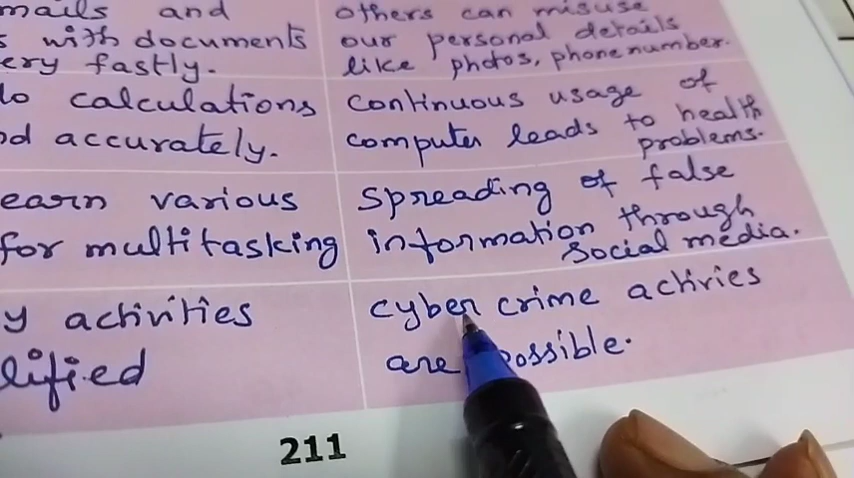 mails and
with documents
ery fastly.
do calculations
nd accurately.
earn various
for multitasking
y activities
lified
others can misuse
our personal details
like photos, phone number.
continuous usage of
computer leads to health
problems.
Spreading of false
information through
social media.
cyber crime activies
are possible.
211